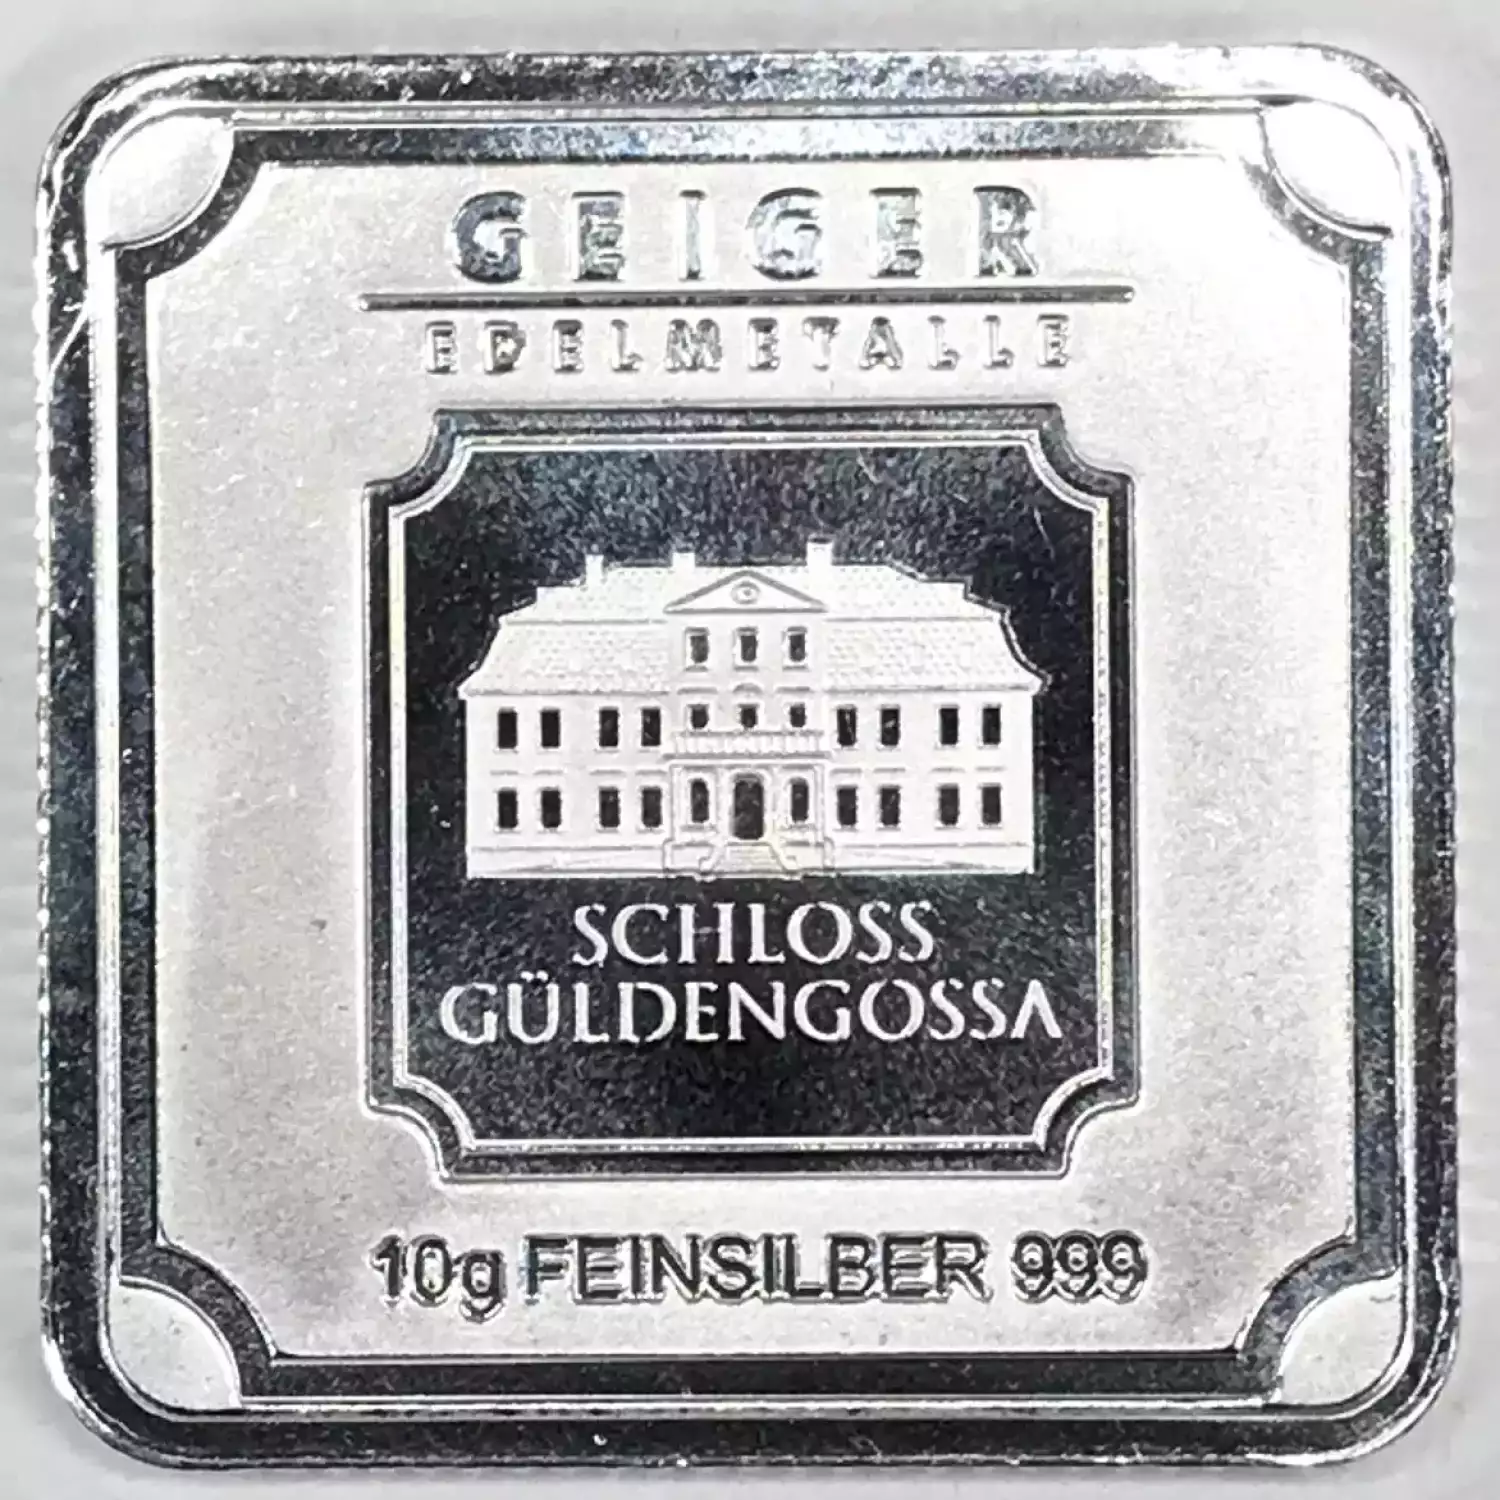 GEIGER
EDELMETALLE
SCHLOSS
GÜLDENGOSSA
10g FEINSILBER 999